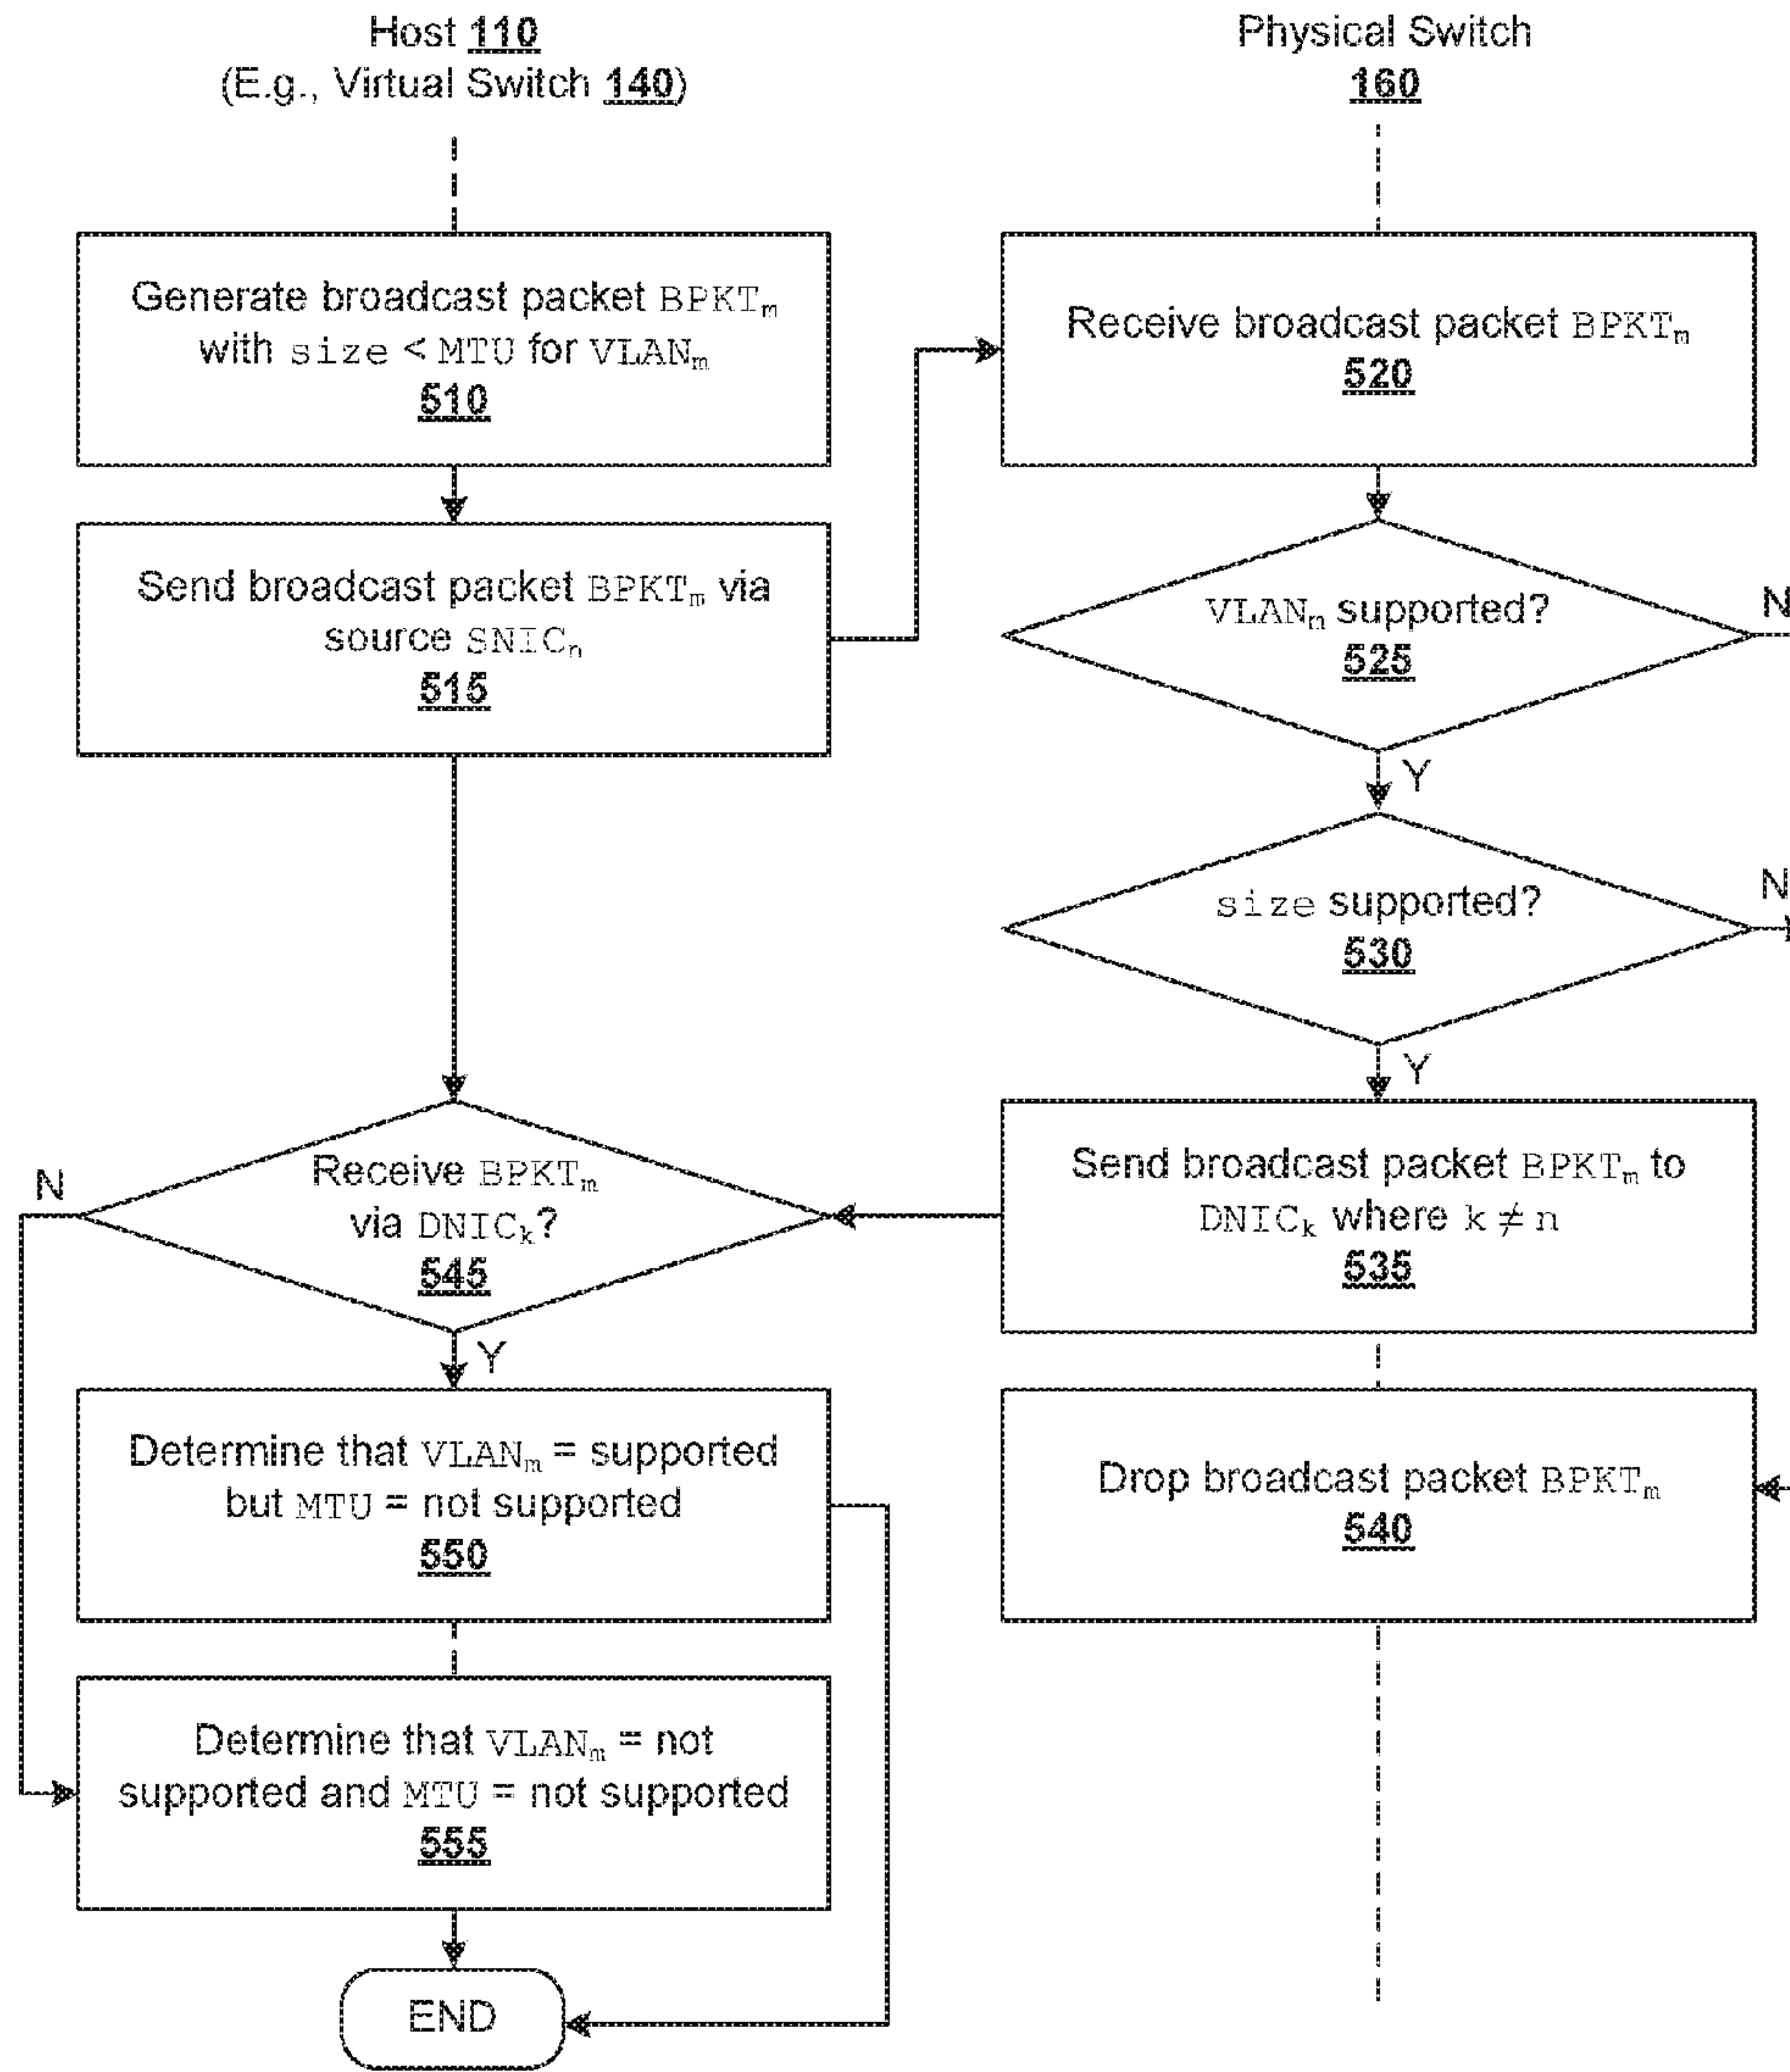 Host 110
(E.g., Virtual Switch 140)
Physical Switch
160
Generate broadcast packet BPKTm
with size < MTU for VLANm
510
Send broadcast packet BPKTm via
source SNICn
515
Receive broadcast packet BPKTm
520
VLANm supported?
525
N
Y
size supported?
530
N
Y
Send broadcast packet BPKTm to
DNICk where k ≠ n
535
Receive BPKTm
via DNICk?
545
N
Y
Determine that VLANm = supported
but MTU = not supported
550
Drop broadcast packet BPKTm
540
Determine that VLANm = not
supported and MTU = not supported
555
END